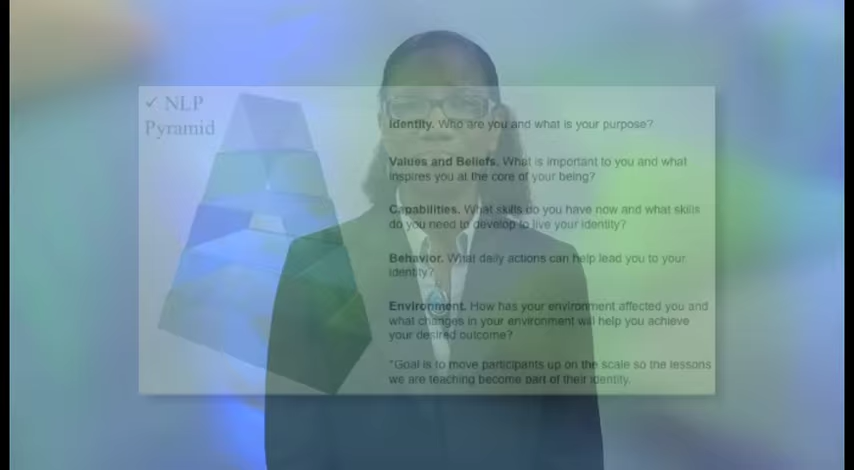 ✓ NLP
Pyramid
Identity. Who are you and what is your purpose?
Values and Beliefs. What is important to you and what
inspires you at the core of your being?
Capabilities. What skills do you have now and what skills
do you need to develop to live your identity?
Behavior. What daily actions can help lead you to your
identity?
Environment. How has your environment affected you and
what changes in your environment will help you achieve
your desired outcome?
"Goal is to move participants up on the scale so the lessons
we are teaching become part of their identity.